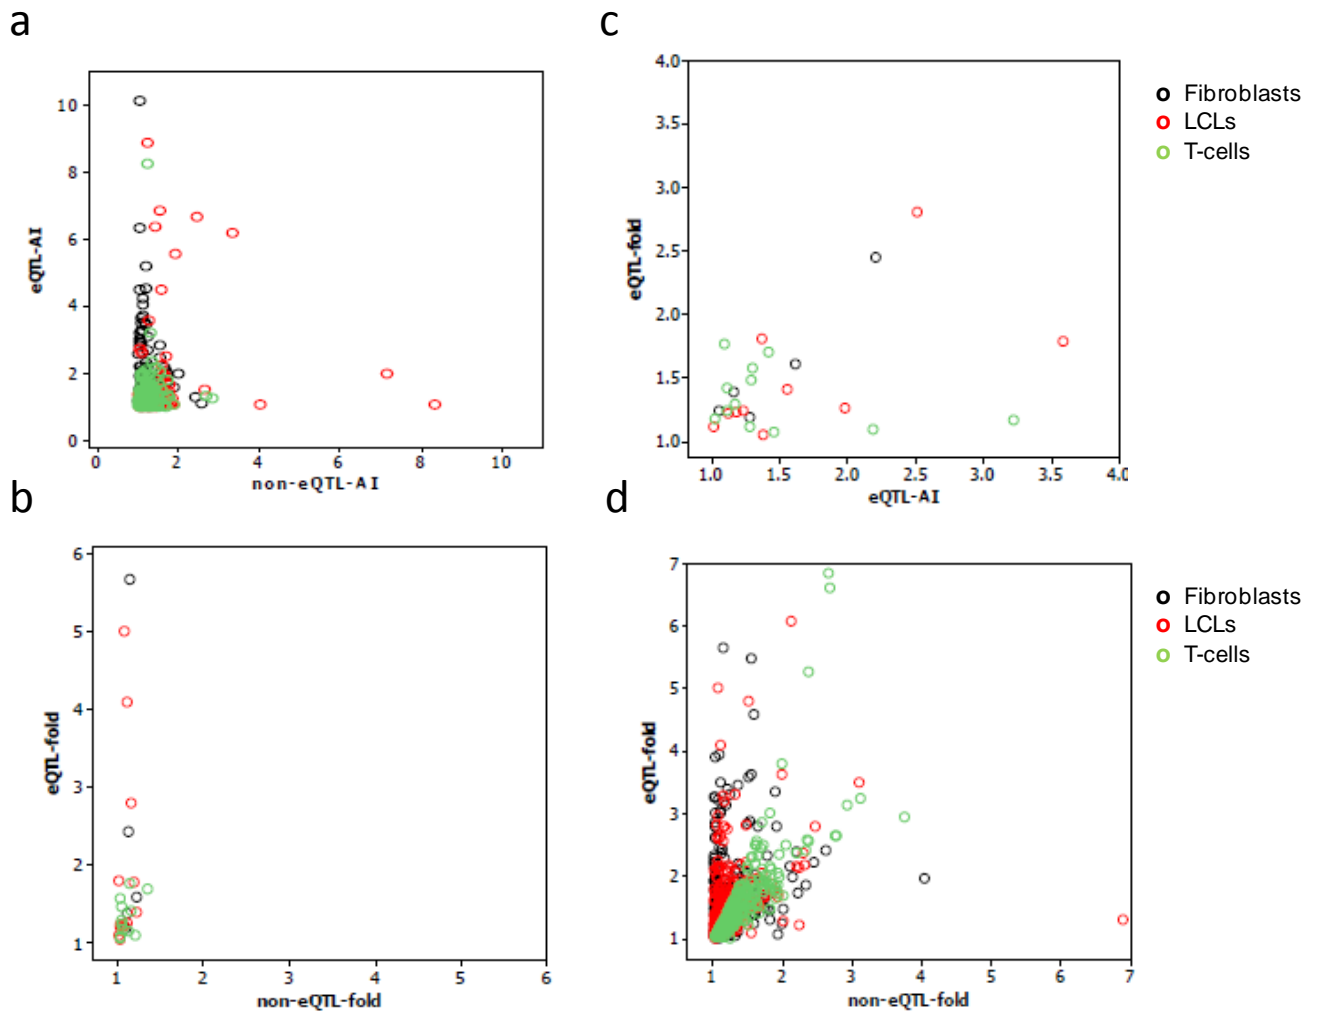 a
10
8
6
4
2
0
eQTL-AI
0 2 4 6 8 10
non-eQTL-AI
c
4.0
3.5
3.0
2.5
2.0
1.5
1.0
eQTL-fold
1.0 1.5 2.0 2.5 3.0 3.5 4.0
eQTL-AI
Fibroblasts
LCLs
T-cells
b
6
5
4
3
2
1
eQTL-fold
1 2 3 4 5 6
non-eQTL-fold
d
7
6
5
4
3
2
1
eQTL-fold
1 2 3 4 5 6 7
non-eQTL-fold
Fibroblasts
LCLs
T-cells